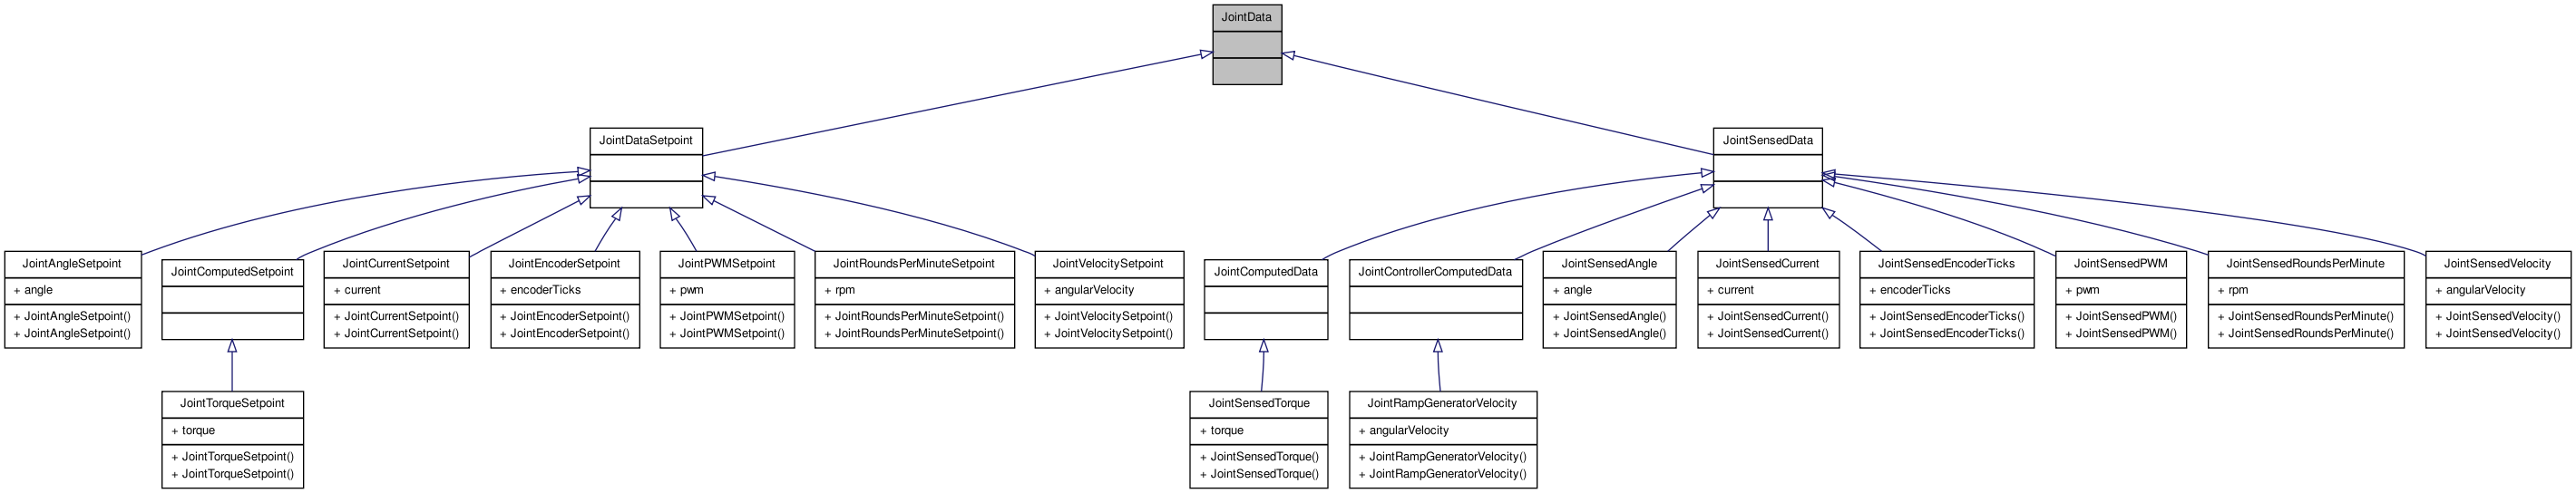 JointData
JointDataSetpoint
JointSensedData
JointAngleSetpoint
+ angle
+ JointAngleSetpoint()
+ JointAngleSetpoint()
JointComputedSetpoint
JointCurrentSetpoint
+ current
+ JointCurrentSetpoint()
+ JointCurrentSetpoint()
JointEncoderSetpoint
+ encoderTicks
+ JointEncoderSetpoint()
+ JointEncoderSetpoint()
JointPWMSetpoint
+ pwm
+ JointPWMSetpoint()
+ JointPWMSetpoint()
JointRoundsPerMinuteSetpoint
+ rpm
+ JointRoundsPerMinuteSetpoint()
+ JointRoundsPerMinuteSetpoint()
JointVelocitySetpoint
+ angularVelocity
+ JointVelocitySetpoint()
+ JointVelocitySetpoint()
JointComputedData
JointControllerComputedData
JointSensedAngle
+ angle
+ JointSensedAngle()
+ JointSensedAngle()
JointSensedCurrent
+ current
+ JointSensedCurrent()
+ JointSensedCurrent()
JointSensedEncoderTicks
+ encoderTicks
+ JointSensedEncoderTicks()
+ JointSensedEncoderTicks()
JointSensedPWM
+ pwm
+ JointSensedPWM()
+ JointSensedPWM()
JointSensedRoundsPerMinute
+ rpm
+ JointSensedRoundsPerMinute()
+ JointSensedRoundsPerMinute()
JointSensedVelocity
+ angularVelocity
+ JointSensedVelocity()
+ JointSensedVelocity()
JointTorqueSetpoint
+ torque
+ JointTorqueSetpoint()
+ JointTorqueSetpoint()
JointSensedTorque
+ torque
+ JointSensedTorque()
+ JointSensedTorque()
JointRampGeneratorVelocity
+ angularVelocity
+ JointRampGeneratorVelocity()
+ JointRampGeneratorVelocity()